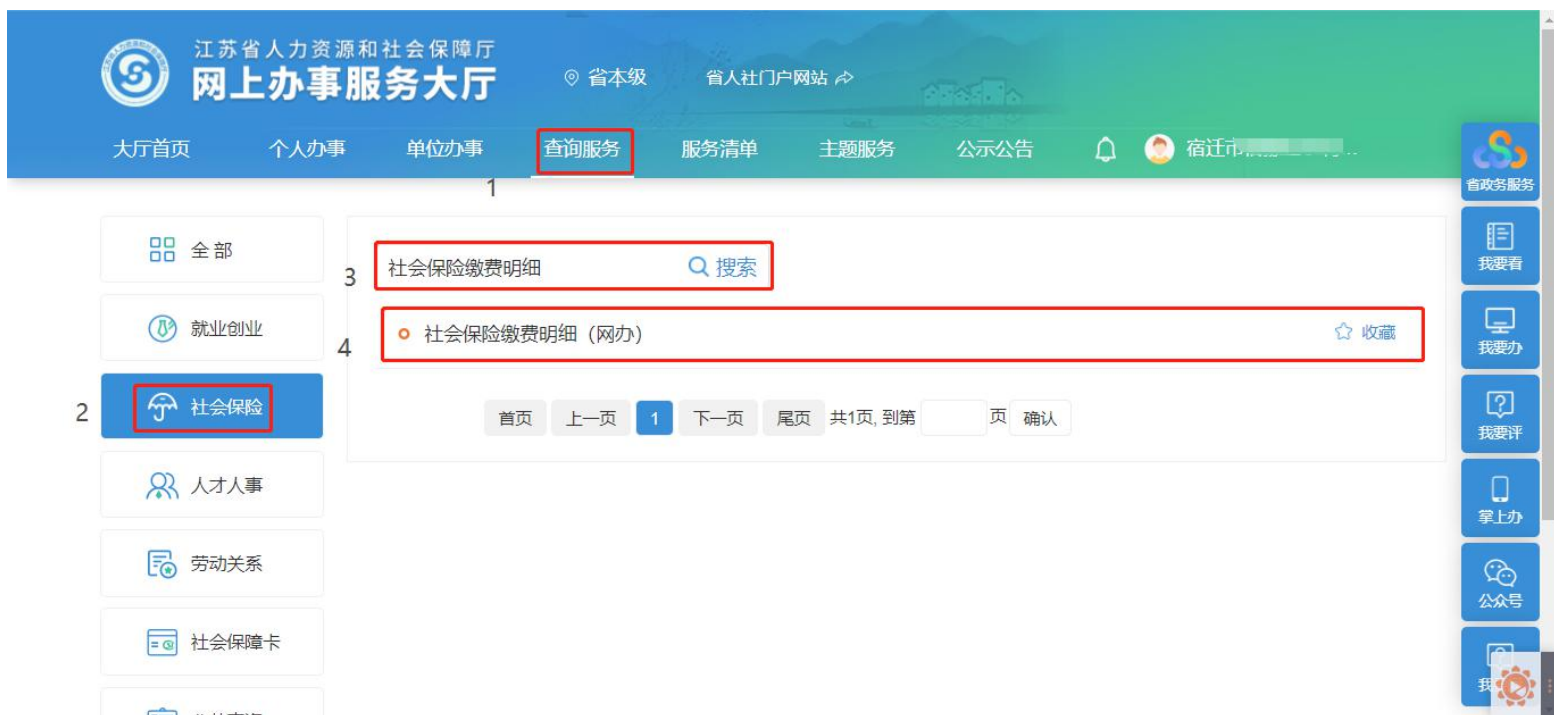 江苏省人力资源和社会保障厅
网上办事服务大厅
省本级
省人社门户网站
大厅首页 个人办事 单位办事 查询服务 服务清单 主题服务 公示公告 宿迁市
1
省政务服务
全部
3 社会保险缴费明细 搜索
我要看
就业创业
4 社会保险缴费明细（网办） 收藏
我要办
2 社会保险
首页 上一页 1 下一页 尾页 共1页, 到第 页 确认
我要评
人才人事
掌上办
劳动关系
公众号
社会保障卡
我